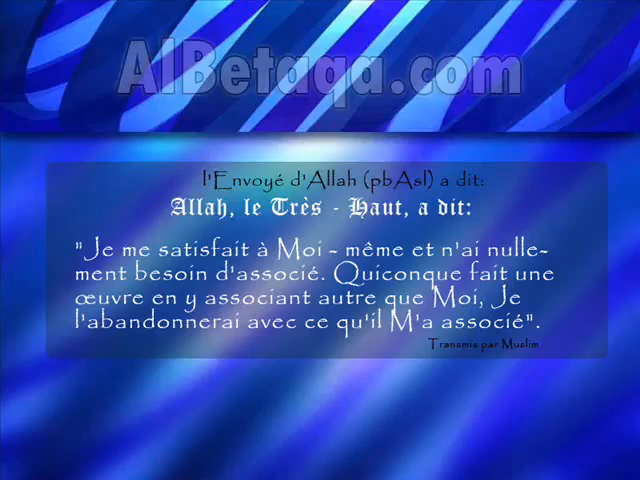 AlBetaqa.com
l'Envoyé d'Allah (pbAsl) a dit:
Allah, le Très - Haut, a dit:
"Je me satisfait à Moi - même et n'ai nulle-
ment besoin d'associé. Quiconque fait une
œuvre en y associant autre que Moi, Je
l'abandonnerai avec ce qu'il M'a associé".
Transmis par Muslim